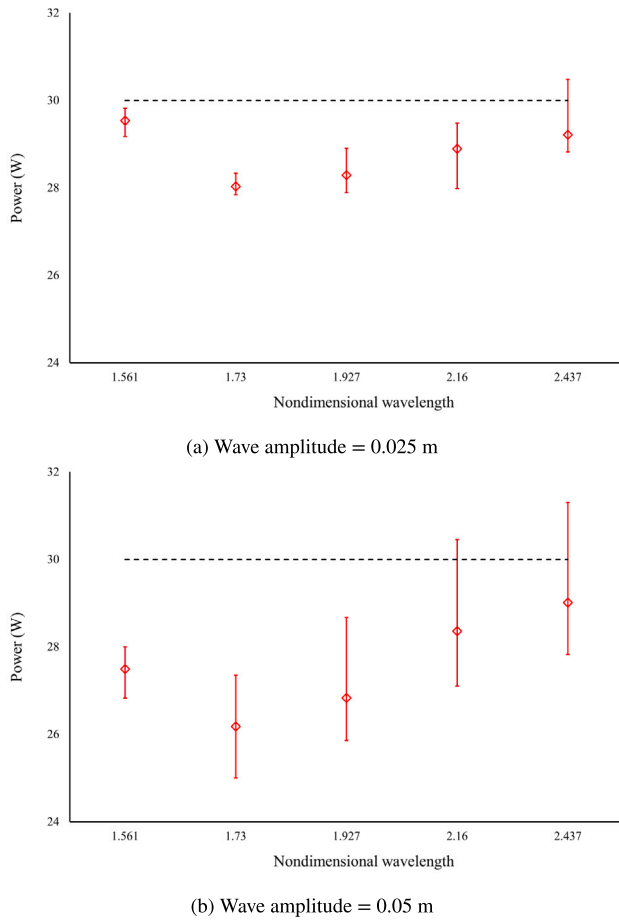 32
30
28
26
24
Power (W)
1.561 1.73 1.927 2.16 2.437
Nondimensional wavelength
(a) Wave amplitude = 0.025 m
32
30
28
26
24
Power (W)
1.561 1.73 1.927 2.16 2.437
Nondimensional wavelength
(b) Wave amplitude = 0.05 m